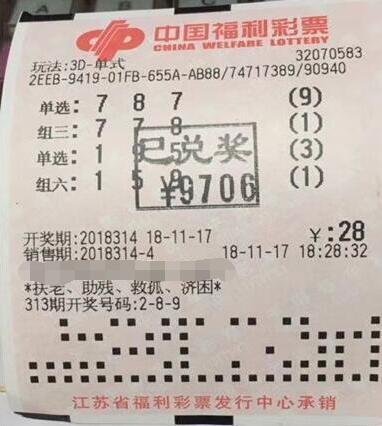 中国福利彩票
CHINA WELFARE LOTTERY
玩法:3D-单式 32070583
2EEB-9419-01FB-655A-AB88/74717389/90940
单选: 7 8 7 (9)
组三: 7 7 8 (1)
单选: 1 9 5 (3)
组六: 1 5 9 (1)
已兑奖
¥9706
开奖期:2018314 18-11-17 ¥:28
销售期:2018314-4 18-11-17 18:28:32
*扶老、助残、救孤、济困*
313期开奖号码:2-8-9
江苏省福利彩票发行中心承销